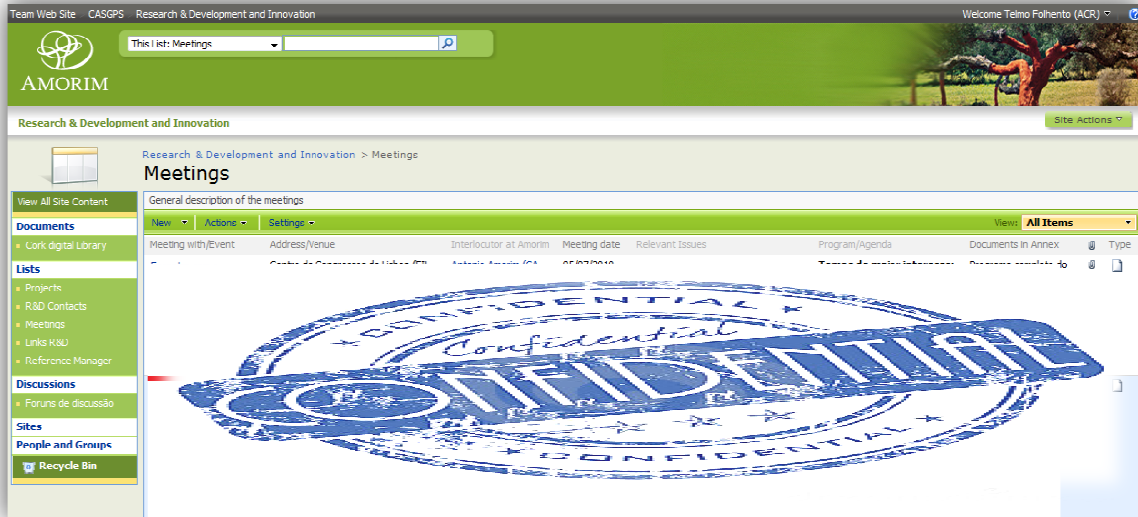 Team Web Site CASGPS Research & Development and Innovation Welcome Telmo Folhento (ACR)
AMORIM
This List: Meetings
Research & Development and Innovation Site Actions
Research & Development and Innovation > Meetings
Meetings
View All Site Content
General description of the meetings
New Actions Settings View: All Items
Meeting with/Event Address/Venue Interlocutor at Amorim Meeting date Relevant Issues Program/Agenda Documents in Annex Type
Documents
Cork digital Library
Lists
Projects
R&D Contacts
Meetings
Links R&D
Reference Manager
Discussions
Foruns de discussão
Sites
People and Groups
Recycle Bin
CONFIDENTIAL
Confidential
CONFIDENTIAL
CONFIDENTIAL